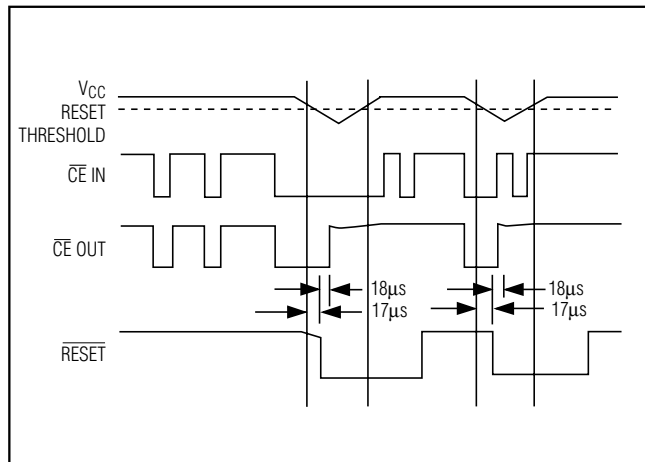 VCC
RESET
THRESHOLD
CE IN
CE OUT
18μs
18μs
17μs
17μs
RESET